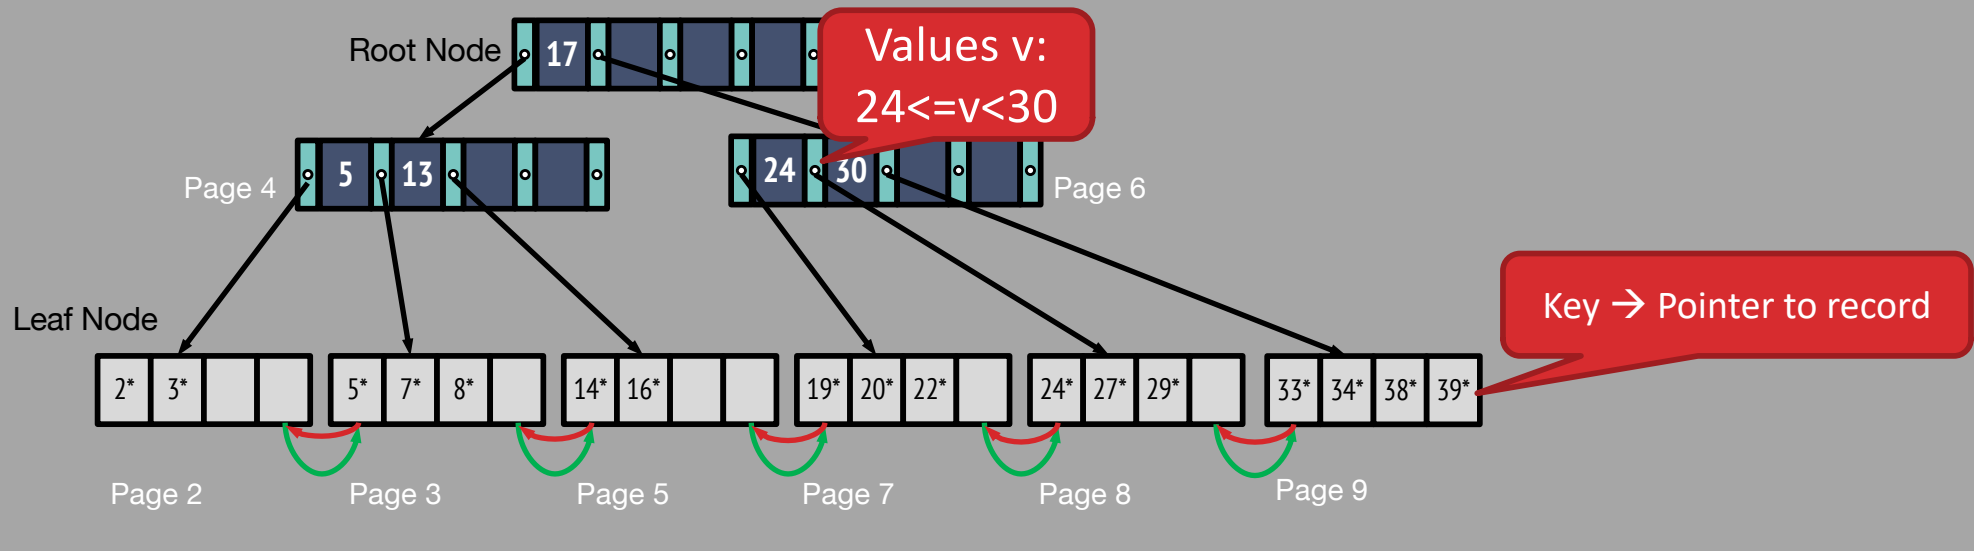 Root Node
17
Values v:
24<=v<30
Page 4
5
13
24
30
Page 6
Key → Pointer to record
Leaf Node
2* 3*
5* 7* 8*
14* 16*
19* 20* 22*
24* 27* 29*
33* 34* 38* 39*
Page 2
Page 3
Page 5
Page 7
Page 8
Page 9